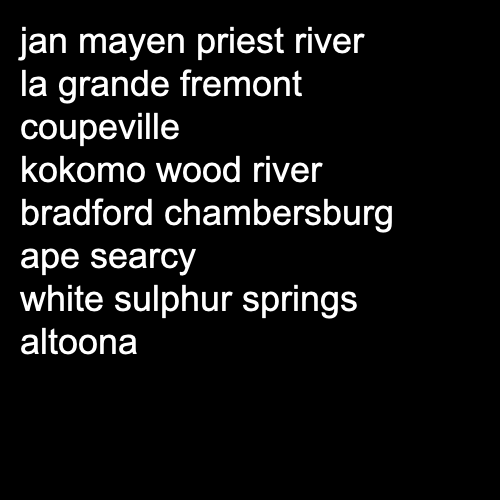 jan mayen priest river
la grande fremont
coupeville
kokomo wood river
bradford chambersburg
ape searcy
white sulphur springs
altoona